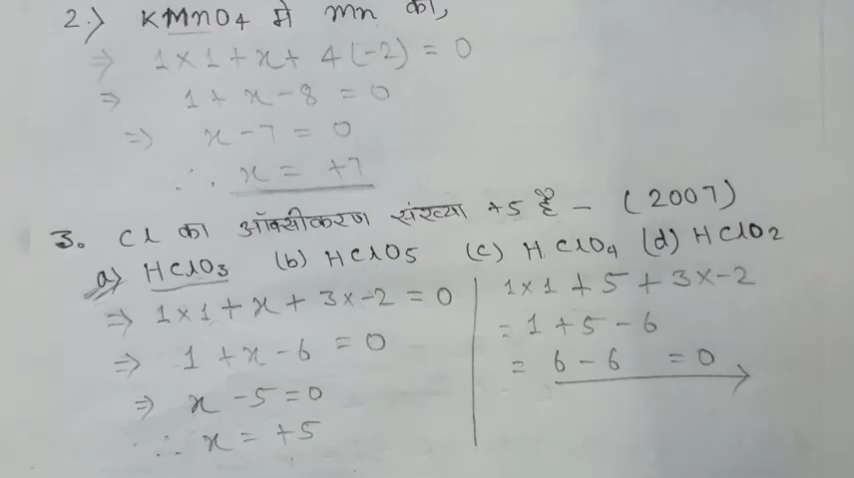 2.) KMnO4 मे mn का,
⇒ 1×1+x+ 4(-2) = 0
⇒ 1+ x-8 = 0
⇒ x-7 = 0
∴ x = +7
3. Cl का ऑक्सीकरण संख्या +5 है - (2007)
a) HClO3 (b) HClO5 (c) HClO4 (d) HClO2
⇒ 1×1+x+3×-2 = 0
⇒ 1+x-6 = 0
⇒ x-5=0
∴ x = +5
1×1+5+3×-2
= 1+5-6
= 6-6 =0